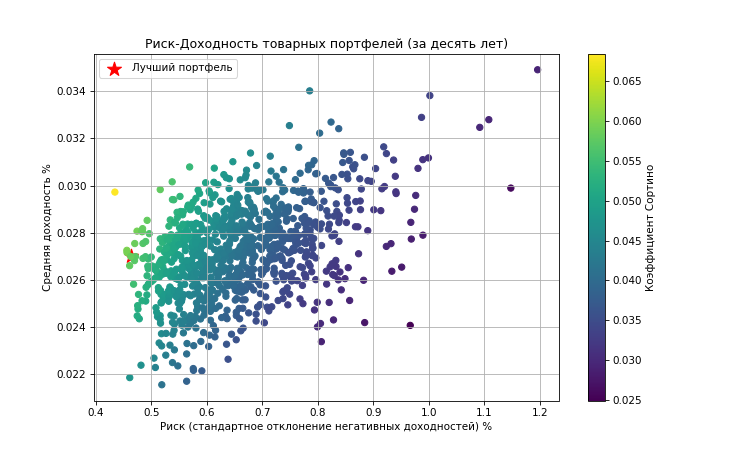 Риск-Доходность товарных портфелей (за десять лет)
Лучший портфель
Средняя доходность %
0.034
0.032
0.030
0.028
0.026
0.024
0.022
0.4 0.5 0.6 0.7 0.8 0.9 1.0 1.1 1.2
Риск (стандартное отклонение негативных доходностей) %
0.065
0.060
0.055
0.050
0.045
0.040
0.035
0.030
0.025
Коэффициент Сортино